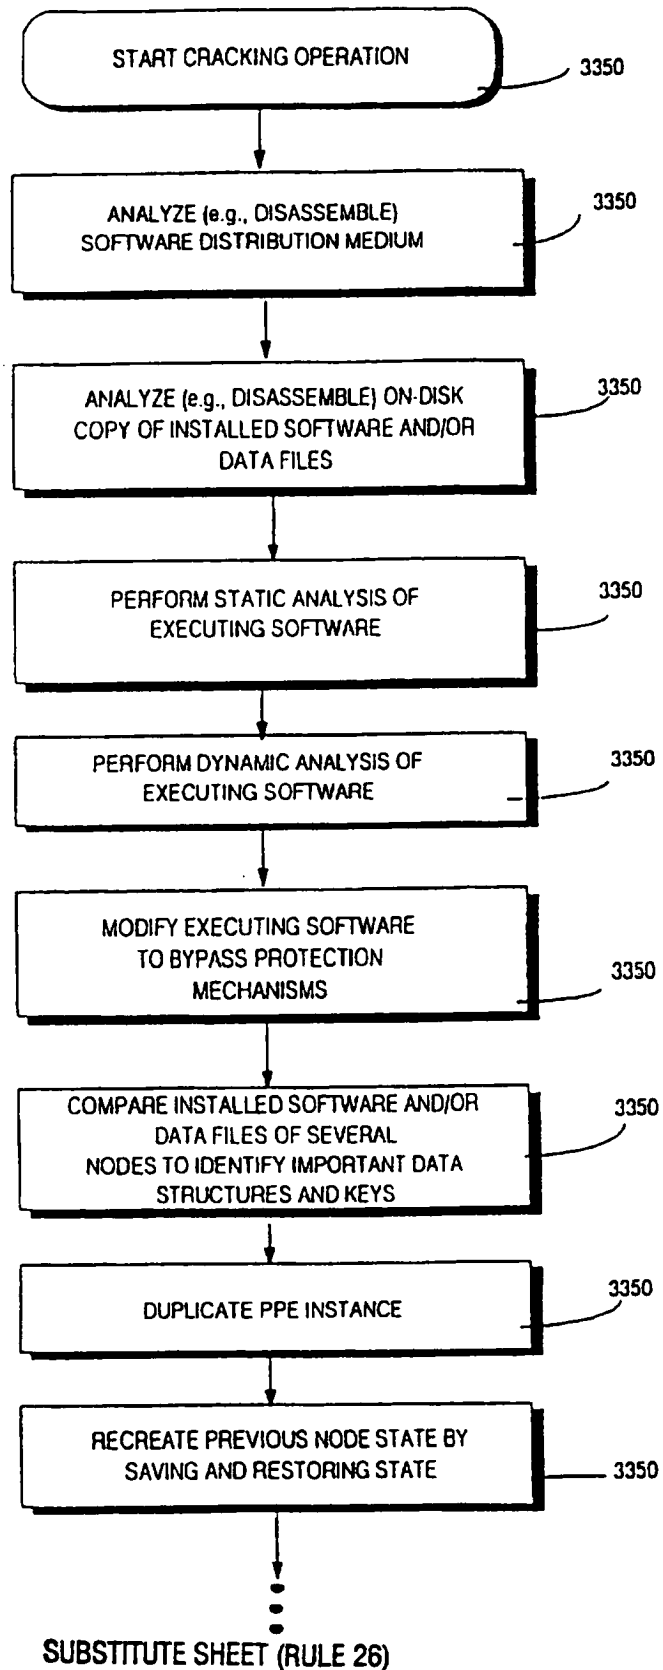 START CRACKING OPERATION
3350
ANALYZE (e.g., DISASSEMBLE)
SOFTWARE DISTRIBUTION MEDIUM
3350
ANALYZE (e.g., DISASSEMBLE) ON-DISK
COPY OF INSTALLED SOFTWARE AND/OR
DATA FILES
3350
PERFORM STATIC ANALYSIS OF
EXECUTING SOFTWARE
3350
PERFORM DYNAMIC ANALYSIS OF
EXECUTING SOFTWARE
3350
MODIFY EXECUTING SOFTWARE
TO BYPASS PROTECTION
MECHANISMS
3350
COMPARE INSTALLED SOFTWARE AND/OR
DATA FILES OF SEVERAL
NODES TO IDENTIFY IMPORTANT DATA
STRUCTURES AND KEYS
3350
DUPLICATE PPE INSTANCE
3350
RECREATE PREVIOUS NODE STATE BY
SAVING AND RESTORING STATE
3350
SUBSTITUTE SHEET (RULE 26)